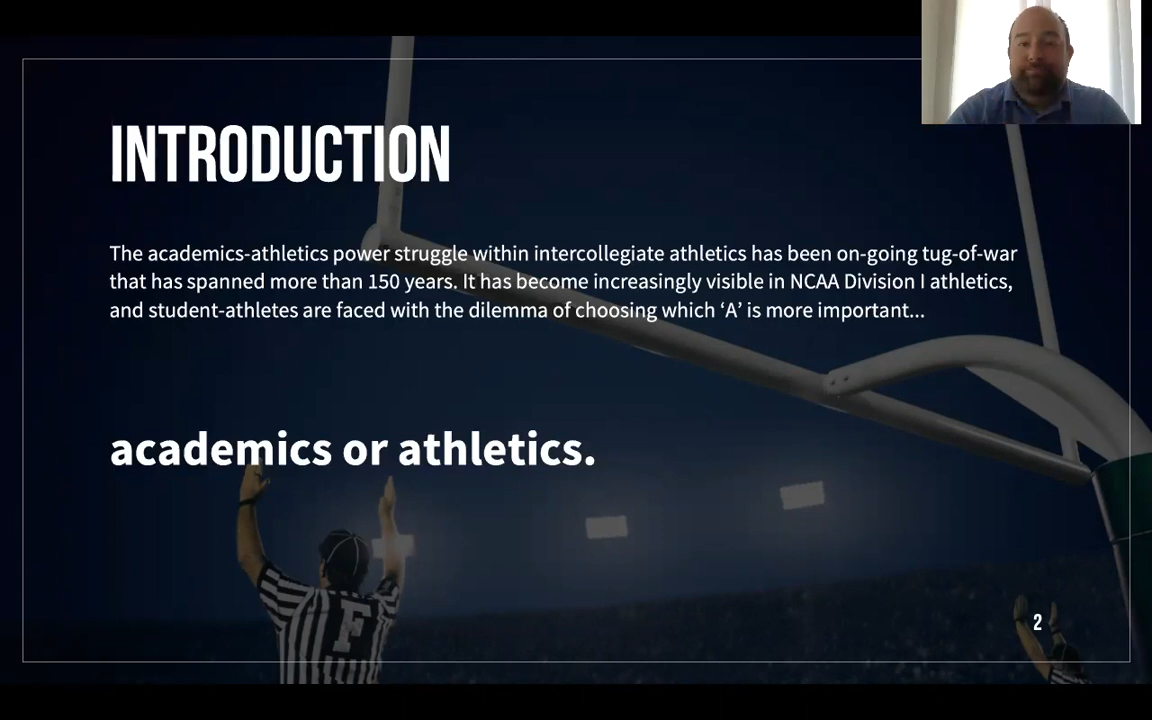 INTRODUCTION
The academics-athletics power struggle within intercollegiate athletics has been on-going tug-of-war
that has spanned more than 150 years. It has become increasingly visible in NCAA Division I athletics,
and student-athletes are faced with the dilemma of choosing which ‘A’ is more important...
academics or athletics.
F
2